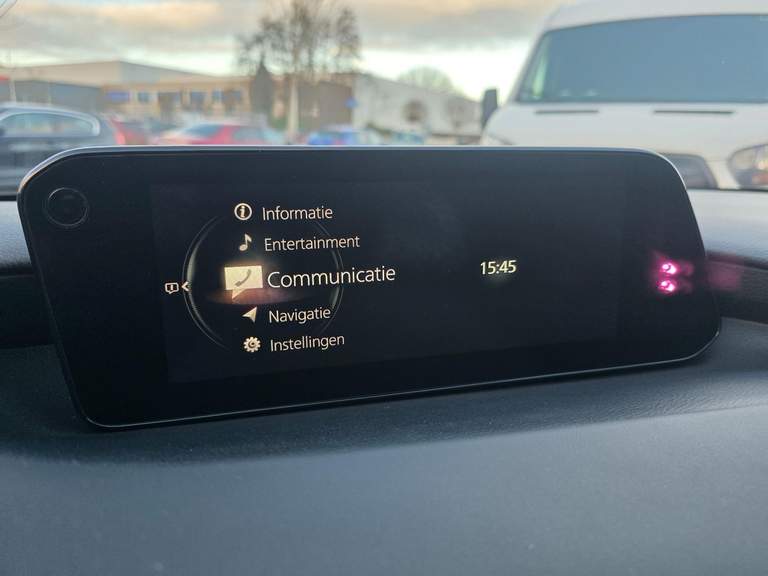 Informatie
Entertainment
Communicatie
15:45
Navigatie
Instellingen